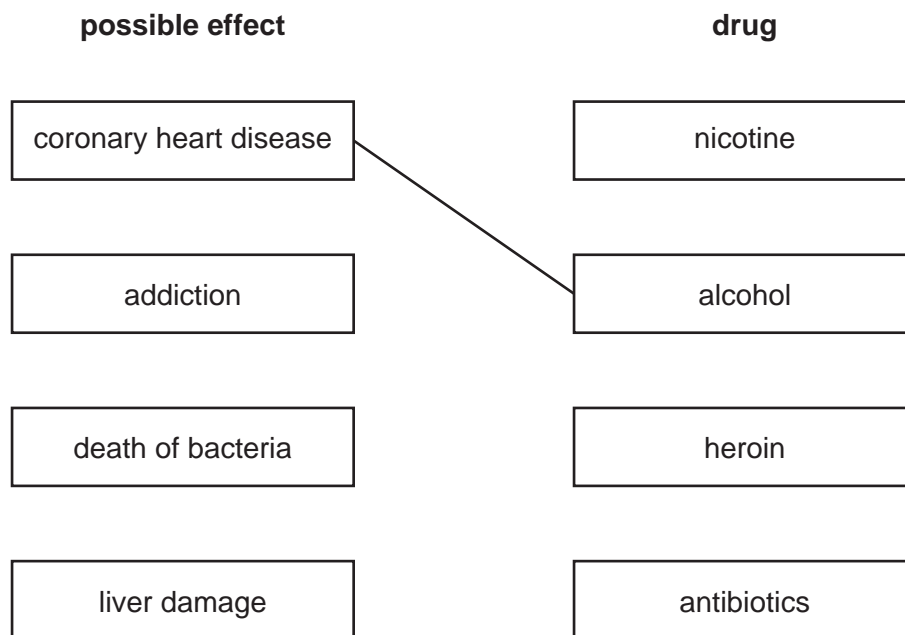 possible effect drug
coronary heart disease nicotine
addiction alcohol
death of bacteria heroin
liver damage antibiotics